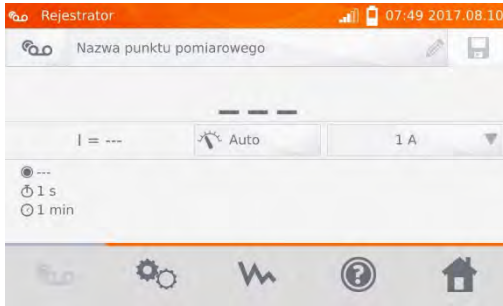 Rejestrator 07:49 2017.08.10
Nazwa punktu pomiarowego
---
I = --- Auto 1 A
---
1 s
1 min